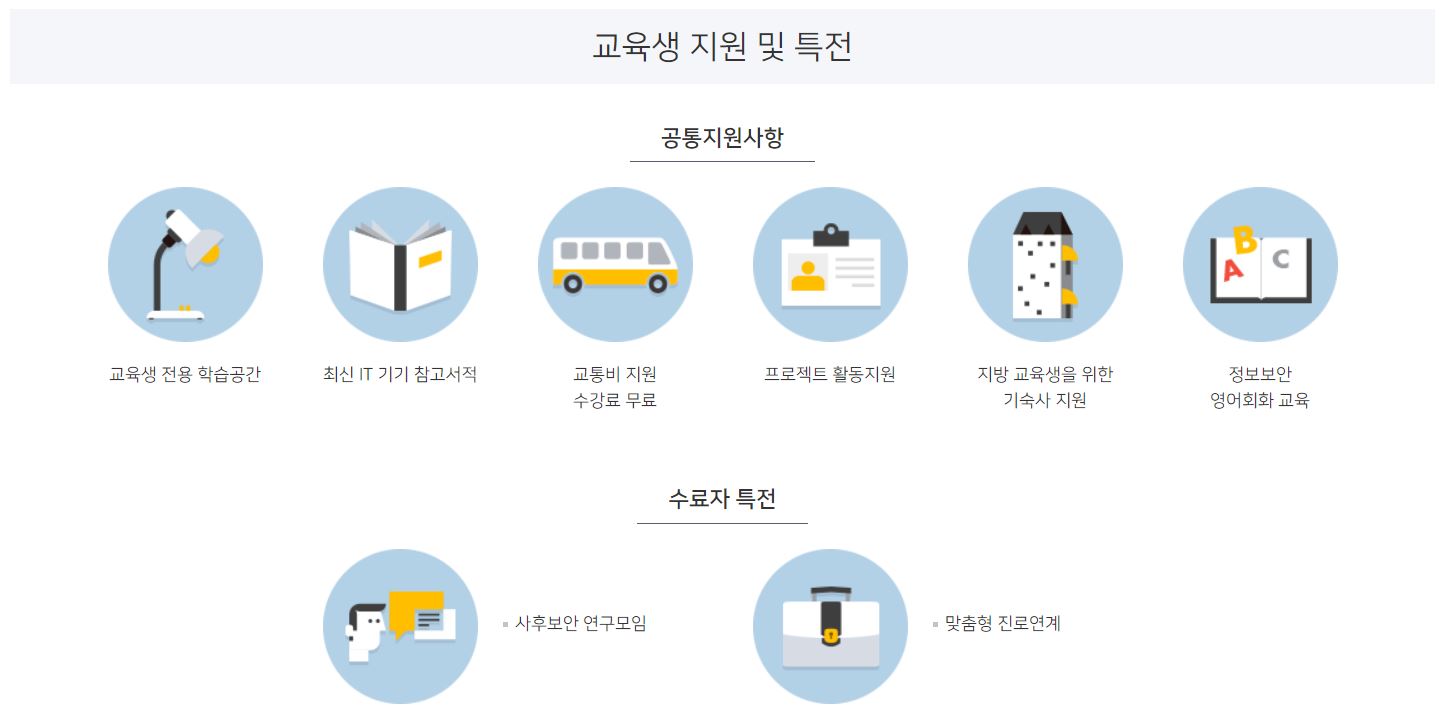 교육생 지원 및 특전
공통지원사항
B
A
C
교육생 전용 학습공간
최신 IT 기기 참고서적
교통비 지원
수강료 무료
프로젝트 활동지원
지방 교육생을 위한
기숙사 지원
정보보안
영어회화 교육
수료자 특전
사후보안 연구모임
맞춤형 진로연계